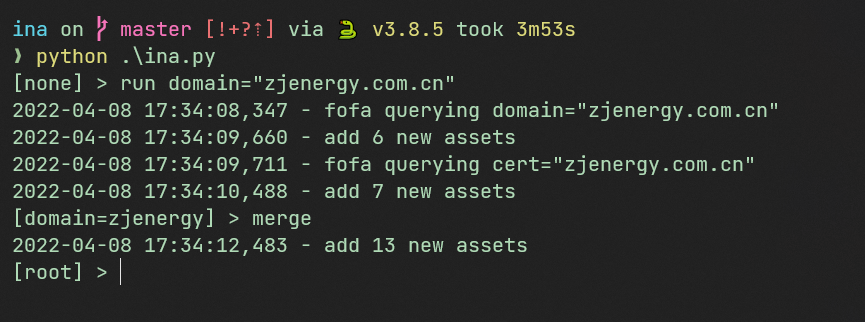 ina on master [!+?⇡] via 🐍 v3.8.5 took 3m53s
❯ python .\ina.py
[none] > run domain="zjenergy.com.cn"
2022-04-08 17:34:08,347 - fofa querying domain="zjenergy.com.cn"
2022-04-08 17:34:09,660 - add 6 new assets
2022-04-08 17:34:09,711 - fofa querying cert="zjenergy.com.cn"
2022-04-08 17:34:10,488 - add 7 new assets
[domain=zjenergy] > merge
2022-04-08 17:34:12,483 - add 13 new assets
[root] >